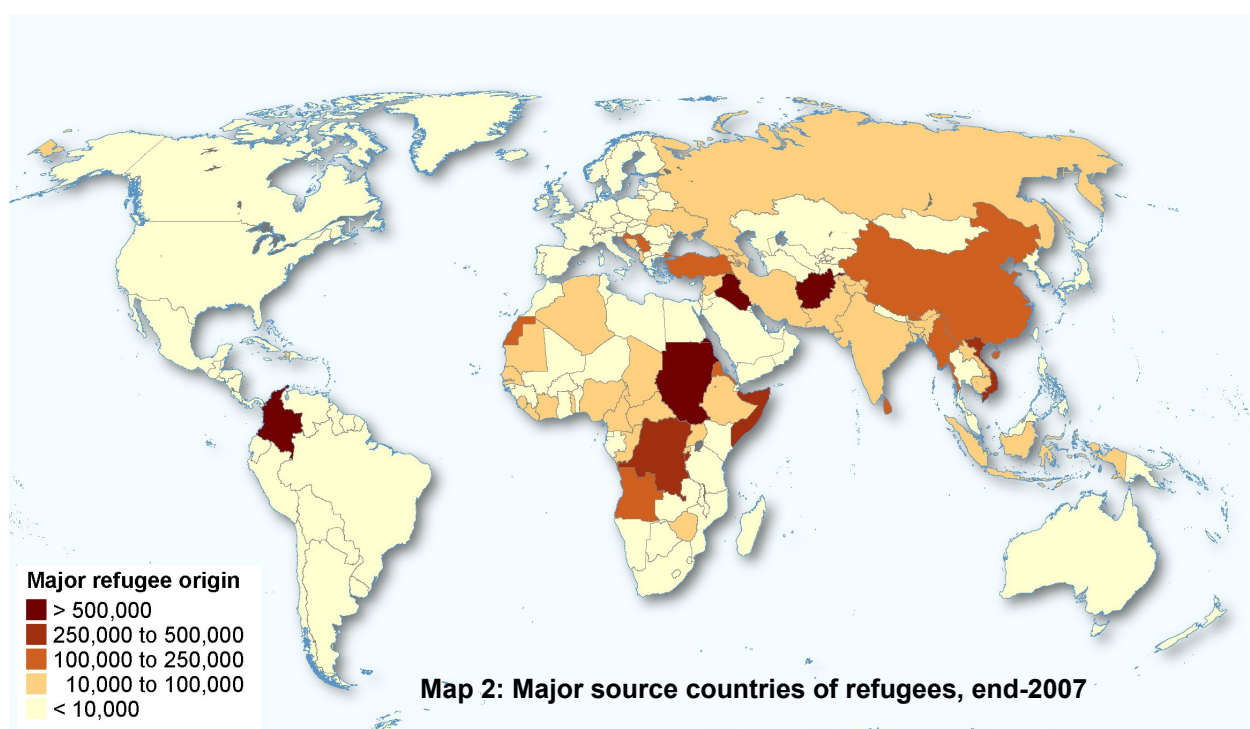 Major refugee origin
> 500,000
250,000 to 500,000
100,000 to 250,000
10,000 to 100,000
< 10,000
Map 2: Major source countries of refugees, end-2007